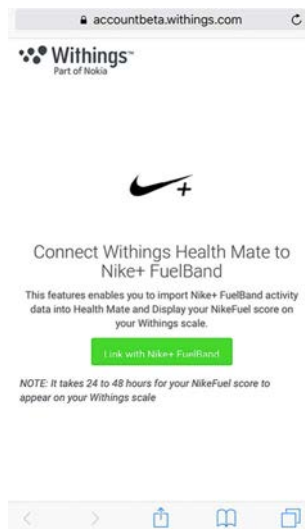 accountbeta.withings.com
Withings™
Part of Nokia
Connect Withings Health Mate to
Nike+ FuelBand
This features enables you to import Nike+ FuelBand activity
data into Health Mate and Display your NikeFuel score on
your Withings scale.
Link with Nike+ FuelBand
NOTE: It takes 24 to 48 hours for your NikeFuel score to
appear on your Withings scale